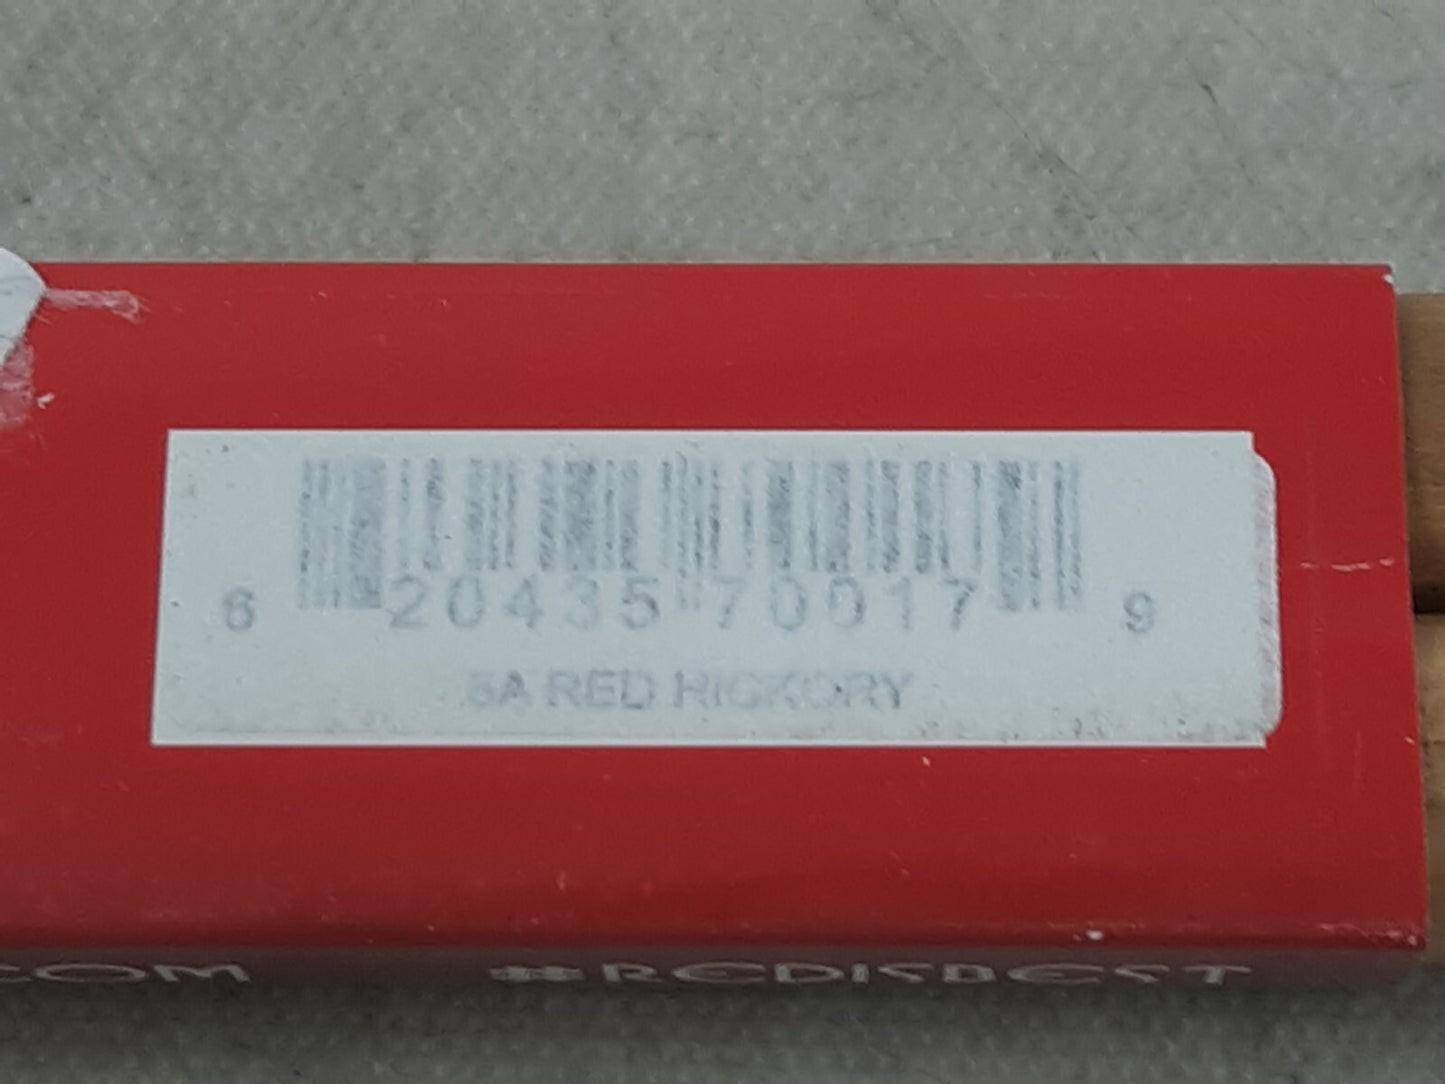 6 20435 70017 9
5A RED HICKORY
.COM #REDISBEST